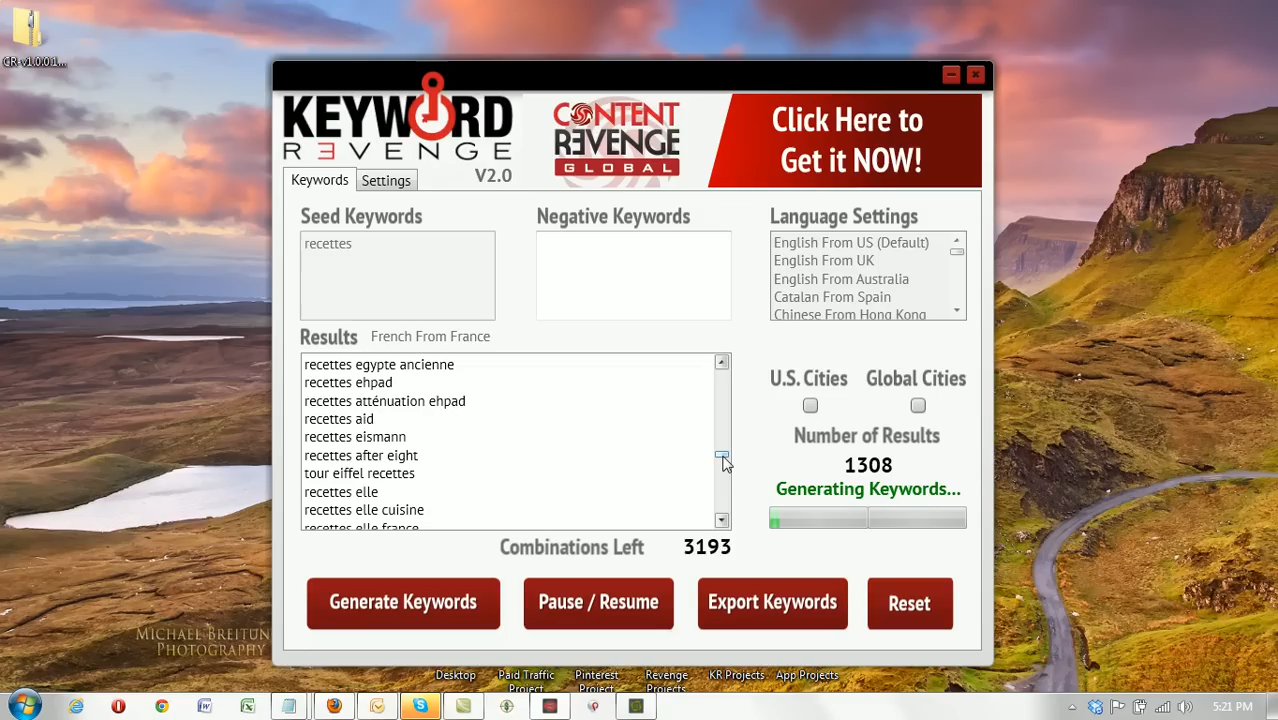 CR-v1.0.0.1...
KEYWORD
REVENGE
V2.0
CONTENT
REVENGE
GLOBAL
Click Here to
Get it NOW!
Keywords
Settings
Seed Keywords
Negative Keywords
Language Settings
recettes
English From US (Default)
English From UK
English From Australia
Catalan From Spain
Chinese From Hong Kong
Results
French From France
recettes egypte ancienne
recettes ehpad
recettes atténuation ehpad
recettes aid
recettes eismann
recettes after eight
tour eiffel recettes
recettes elle
recettes elle cuisine
recettes elle france
U.S. Cities
Global Cities
Number of Results
1308
Generating Keywords...
Combinations Left
3193
Generate Keywords
Pause / Resume
Export Keywords
Reset
MICHAEL BREITUN
PHOTOGRAPHY
Desktop
Paid Traffic
Project
Pinterest
Project
Revenge
Projects
KR Projects
App Projects
5:21 PM